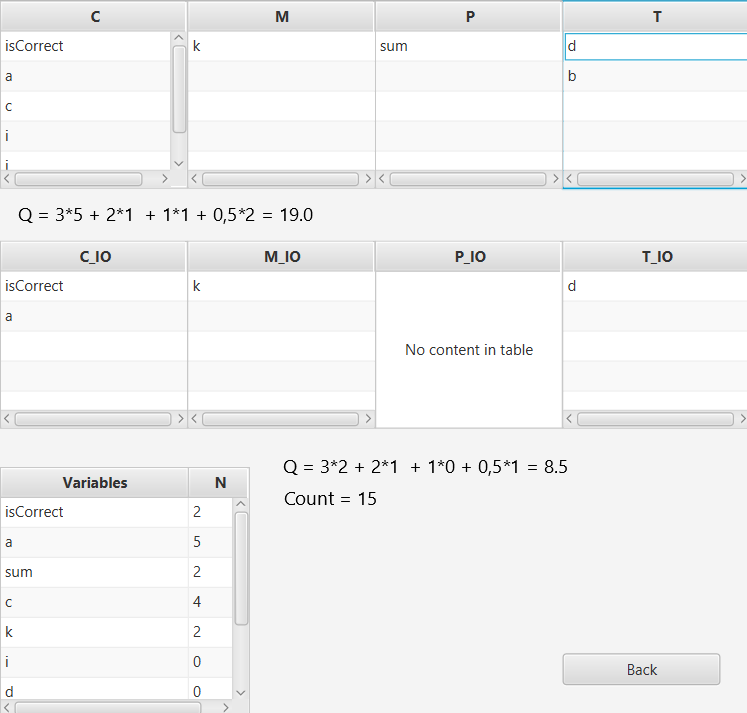 C M P T
isCorrect k sum d
a b
c
i
Q = 3*5 + 2*1 + 1*1 + 0,5*2 = 19.0
C_IO M_IO P_IO T_IO
isCorrect k d
a
No content in table
Q = 3*2 + 2*1 + 1*0 + 0,5*1 = 8.5
Variables N
Count = 15
isCorrect 2
a 5
sum 2
c 4
k 2
i 0
Back
d 0